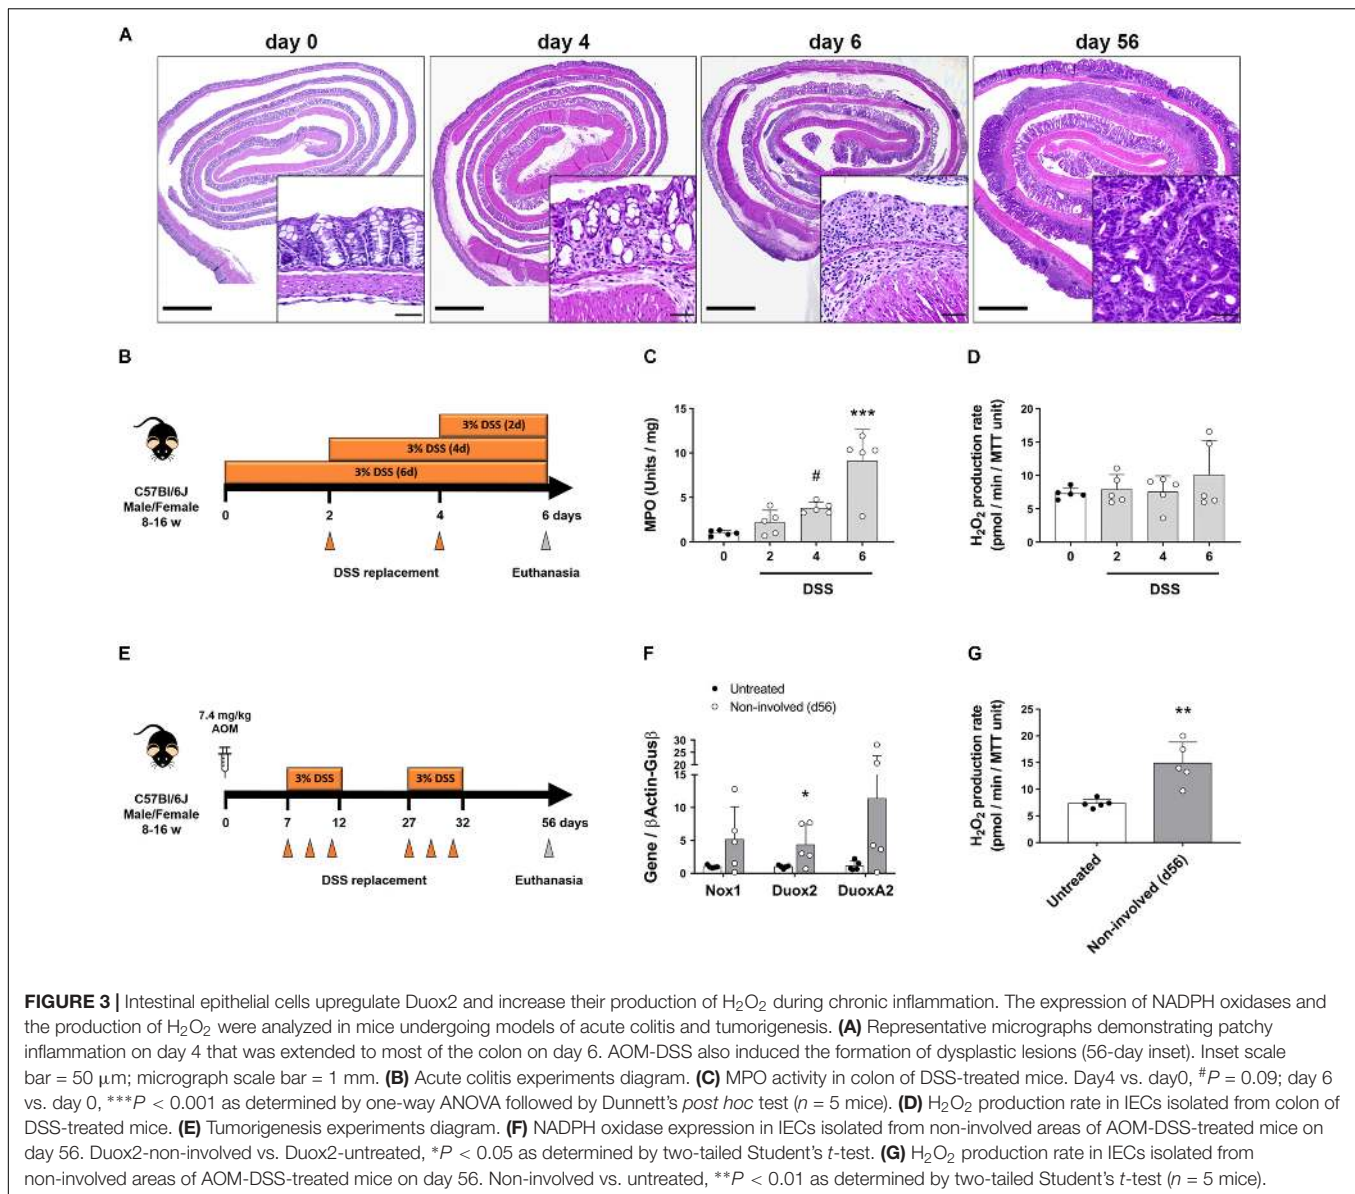 A
day 0
day 4
day 6
day 56
B
C57Bl/6J
Male/Female
8-16 w
3% DSS (2d)
3% DSS (4d)
3% DSS (6d)
0
2
4
6 days
DSS replacement
Euthanasia
C
MPO (Units / mg)
15
10
5
0
#
***
0
2
4
6
DSS
D
H₂O₂ production rate
(pmol / min / MTT unit)
20
15
10
5
0
0
2
4
6
DSS
E
7.4 mg/kg
AOM
C57Bl/6J
Male/Female
8-16 w
3% DSS
3% DSS
0
7
12
27
32
56 days
DSS replacement
Euthanasia
F
Untreated
Non-involved (d56)
Gene / βActin-Gusβ
30
25
20
15
10
5
0
*
Nox1
Duox2
DuoxA2
G
H₂O₂ production rate
(pmol / min / MTT unit)
25
20
15
10
5
0
**
Untreated
Non-involved (d56)
FIGURE 3 | Intestinal epithelial cells upregulate Duox2 and increase their production of H₂O₂ during chronic inflammation. The expression of NADPH oxidases and
the production of H₂O₂ were analyzed in mice undergoing models of acute colitis and tumorigenesis. (A) Representative micrographs demonstrating patchy
inflammation on day 4 that was extended to most of the colon on day 6. AOM-DSS also induced the formation of dysplastic lesions (56-day inset). Inset scale
bar = 50 μm; micrograph scale bar = 1 mm. (B) Acute colitis experiments diagram. (C) MPO activity in colon of DSS-treated mice. Day4 vs. day0, #P = 0.09; day 6
vs. day 0, ***P < 0.001 as determined by one-way ANOVA followed by Dunnett's post hoc test (n = 5 mice). (D) H₂O₂ production rate in IECs isolated from colon of
DSS-treated mice. (E) Tumorigenesis experiments diagram. (F) NADPH oxidase expression in IECs isolated from non-involved areas of AOM-DSS-treated mice on
day 56. Duox2-non-involved vs. Duox2-untreated, *P < 0.05 as determined by two-tailed Student's t-test. (G) H₂O₂ production rate in IECs isolated from
non-involved areas of AOM-DSS-treated mice on day 56. Non-involved vs. untreated, **P < 0.01 as determined by two-tailed Student's t-test (n = 5 mice).